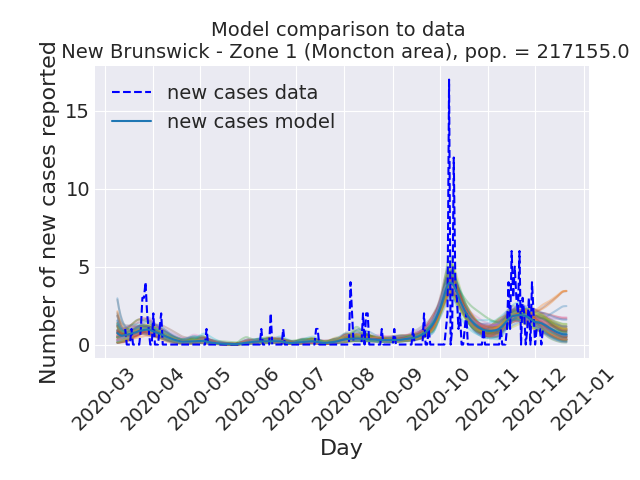 Model comparison to data
New Brunswick - Zone 1 (Moncton area), pop. = 217155.0
Number of new cases reported
new cases data
new cases model
15
10
5
0
2020-03
2020-04
2020-05
2020-06
2020-07
2020-08
2020-09
2020-10
2020-11
2020-12
2021-01
Day